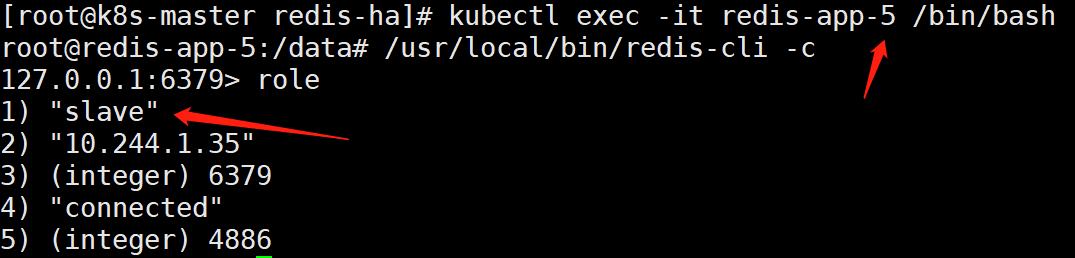 [root@k8s-master redis-ha]# kubectl exec -it redis-app-5 /bin/bash
root@redis-app-5:/data# /usr/local/bin/redis-cli -c
127.0.0.1:6379> role
1) "slave"
2) "10.244.1.35"
3) (integer) 6379
4) "connected"
5) (integer) 4886